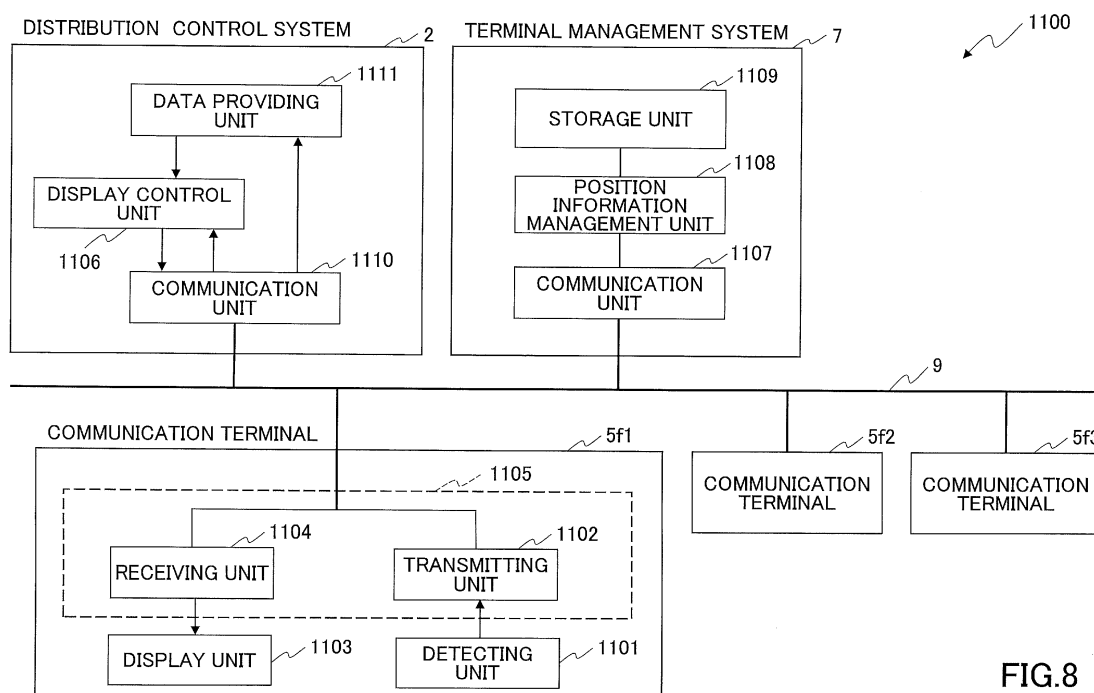 DISTRIBUTION CONTROL SYSTEM
2
TERMINAL MANAGEMENT SYSTEM
7
1100
1111
DATA PROVIDING
UNIT
1109
STORAGE UNIT
DISPLAY CONTROL
UNIT
1106
1108
POSITION
INFORMATION
MANAGEMENT UNIT
1110
COMMUNICATION
UNIT
1107
COMMUNICATION
UNIT
9
COMMUNICATION TERMINAL
5f1
5f2
COMMUNICATION
TERMINAL
5f3
COMMUNICATION
TERMINAL
1105
1104
RECEIVING UNIT
1102
TRANSMITTING
UNIT
DISPLAY UNIT
1103
DETECTING
UNIT
1101
FIG.8